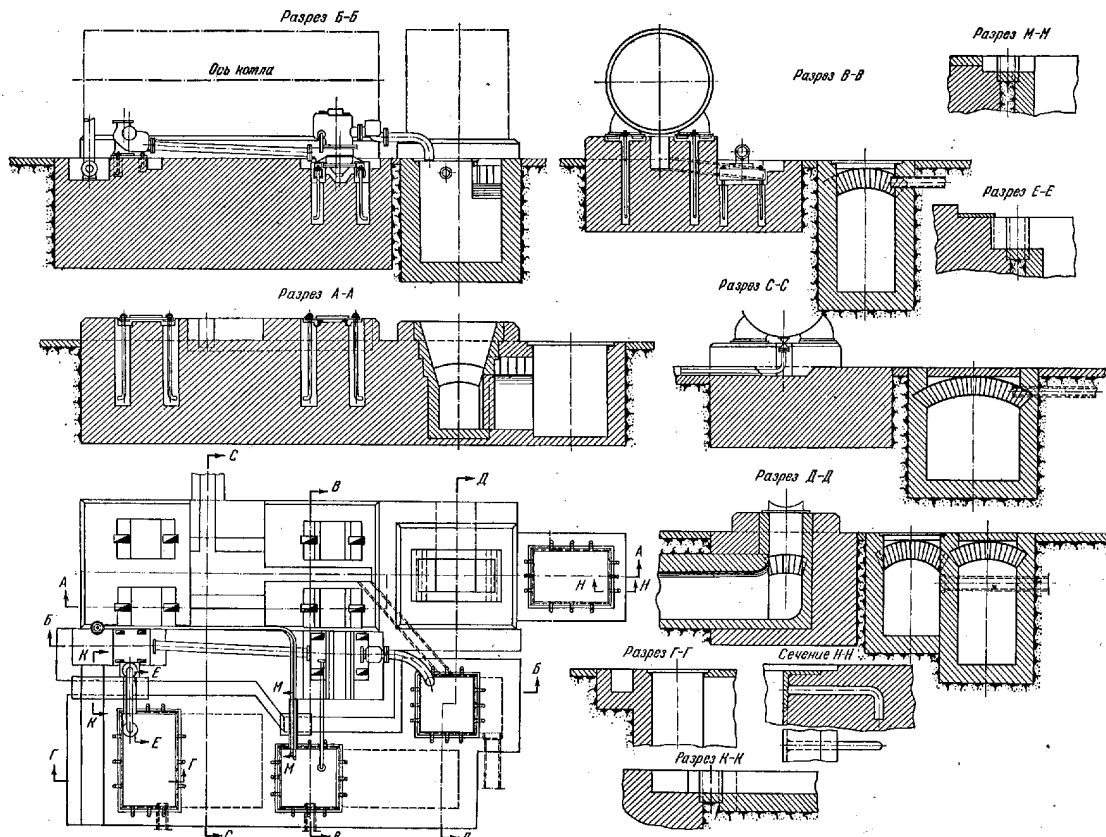 Разрез Б-Б
Ось котла
Разрез В-В
Разрез М-М
Разрез Е-Е
Разрез А-А
Разрез С-С
С
В
Д
А
А
Н
Н
Б
К
Е
Б
К
Е
М
М
Г
Г
С
В
Д
Разрез Д-Д
Разрез Г-Г
Сечение Н-Н
Разрез К-К